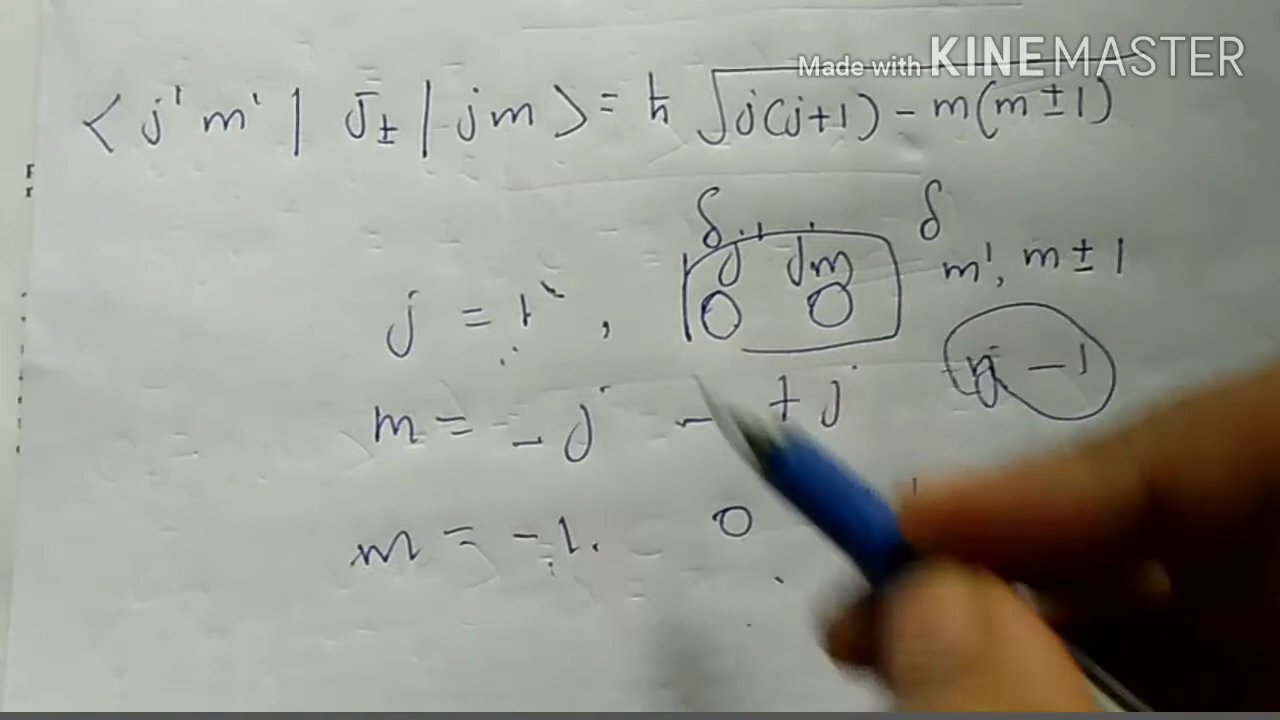 Made with KINEMASTER
< j' m' | J± | jm > = ħ √j(j+1) - m(m±1)
δ j' j δ m', m±1
j = 1, 0 0
m = -j - +j
m = -1. 0